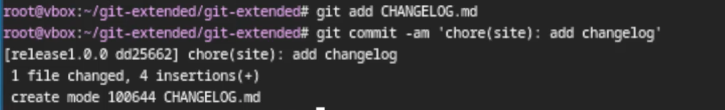 root@vbox:~/git-extended/git-extended# git add CHANGELOG.md
root@vbox:~/git-extended/git-extended# git commit -am 'chore(site): add changelog'
[release1.0.0 dd25662] chore(site): add changelog
 1 file changed, 4 insertions(+)
 create mode 100644 CHANGELOG.md